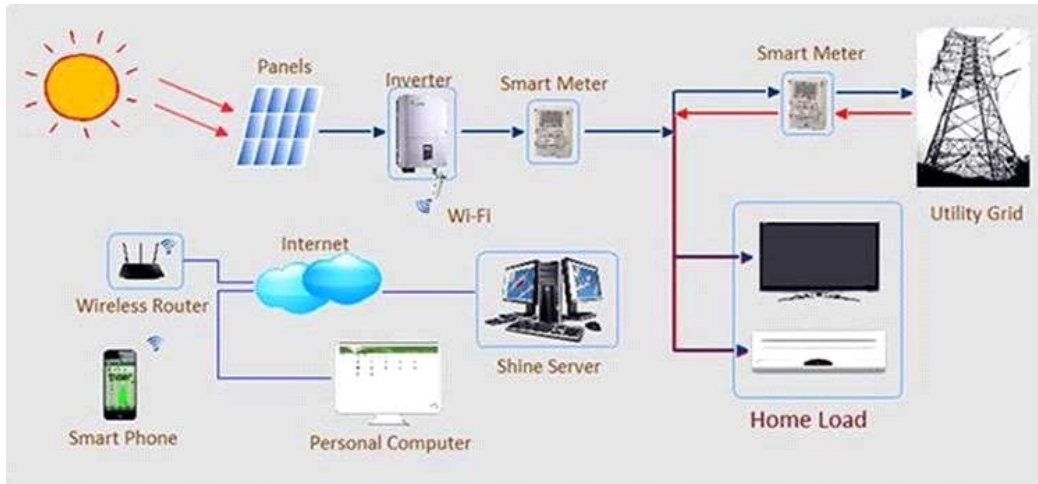 Panels
Inverter
Smart Meter
Smart Meter
Wi-Fi
Utility Grid
Internet
Wireless Router
Shine Server
Smart Phone
Personal Computer
Home Load